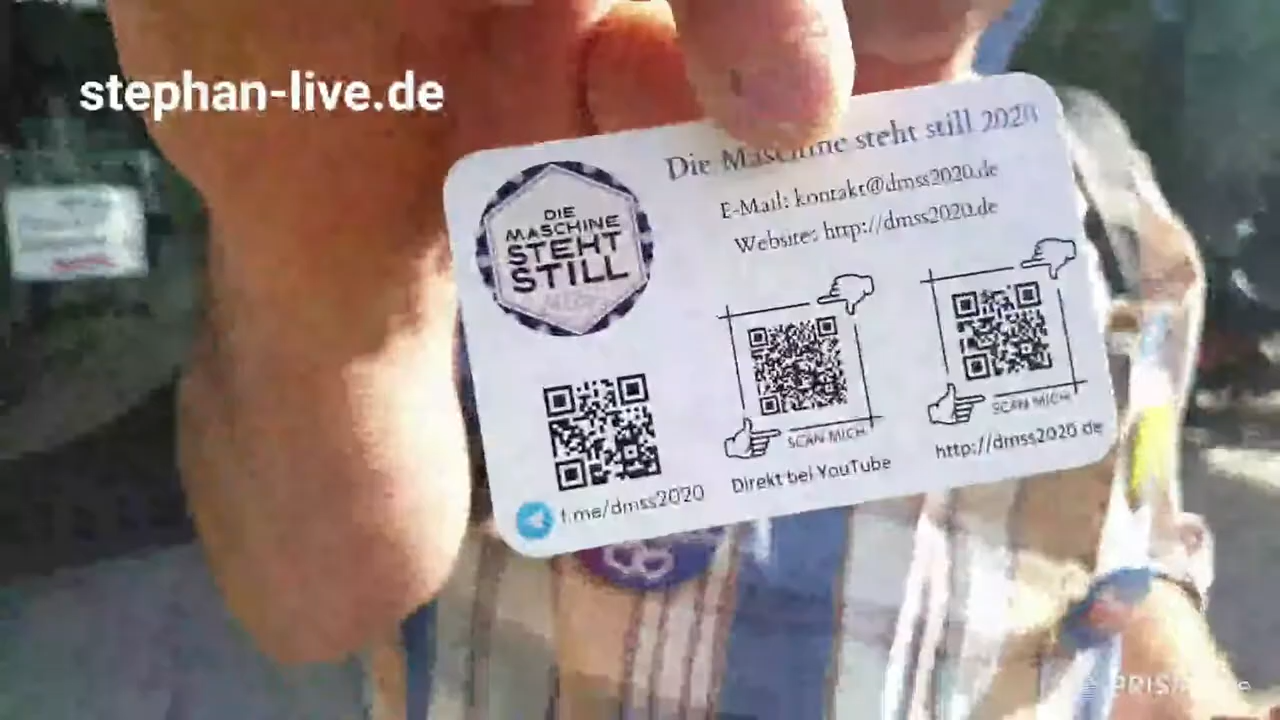 stephan-live.de
Die Maschine steht still 2020
E-Mail: kontakt@dmss2020.de
Website: http://dmss2020.de
DIE
MASCHINE
STEHT
STILL
SCAN MICH
SCAN MICH
t.me/dmss2020
Direkt bei YouTube
http://dmss2020.de